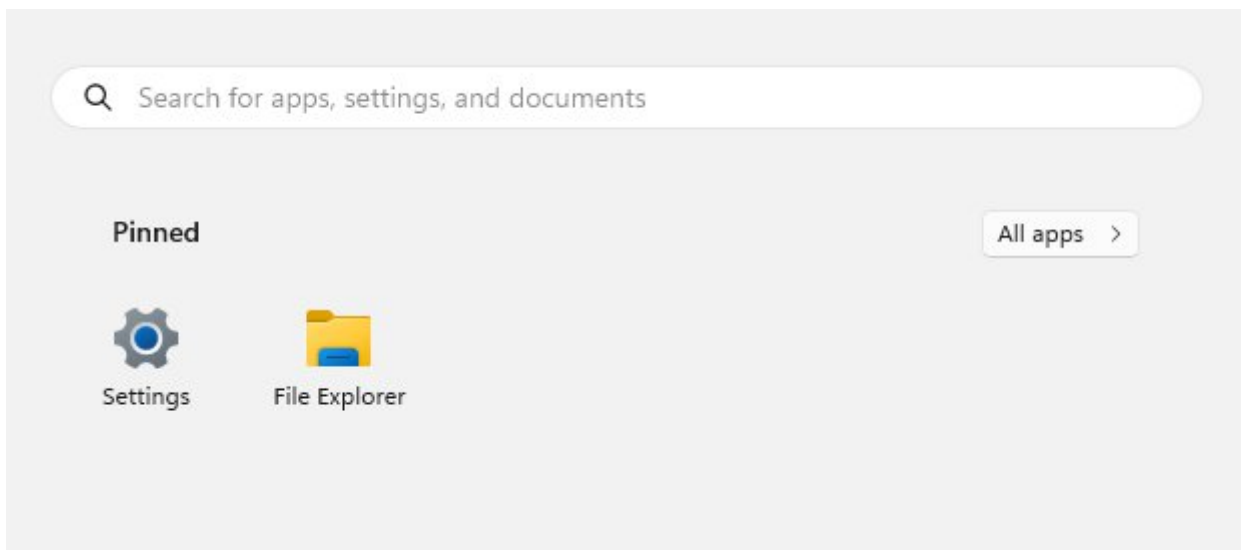 Search for apps, settings, and documents
Pinned
All apps
Settings
File Explorer